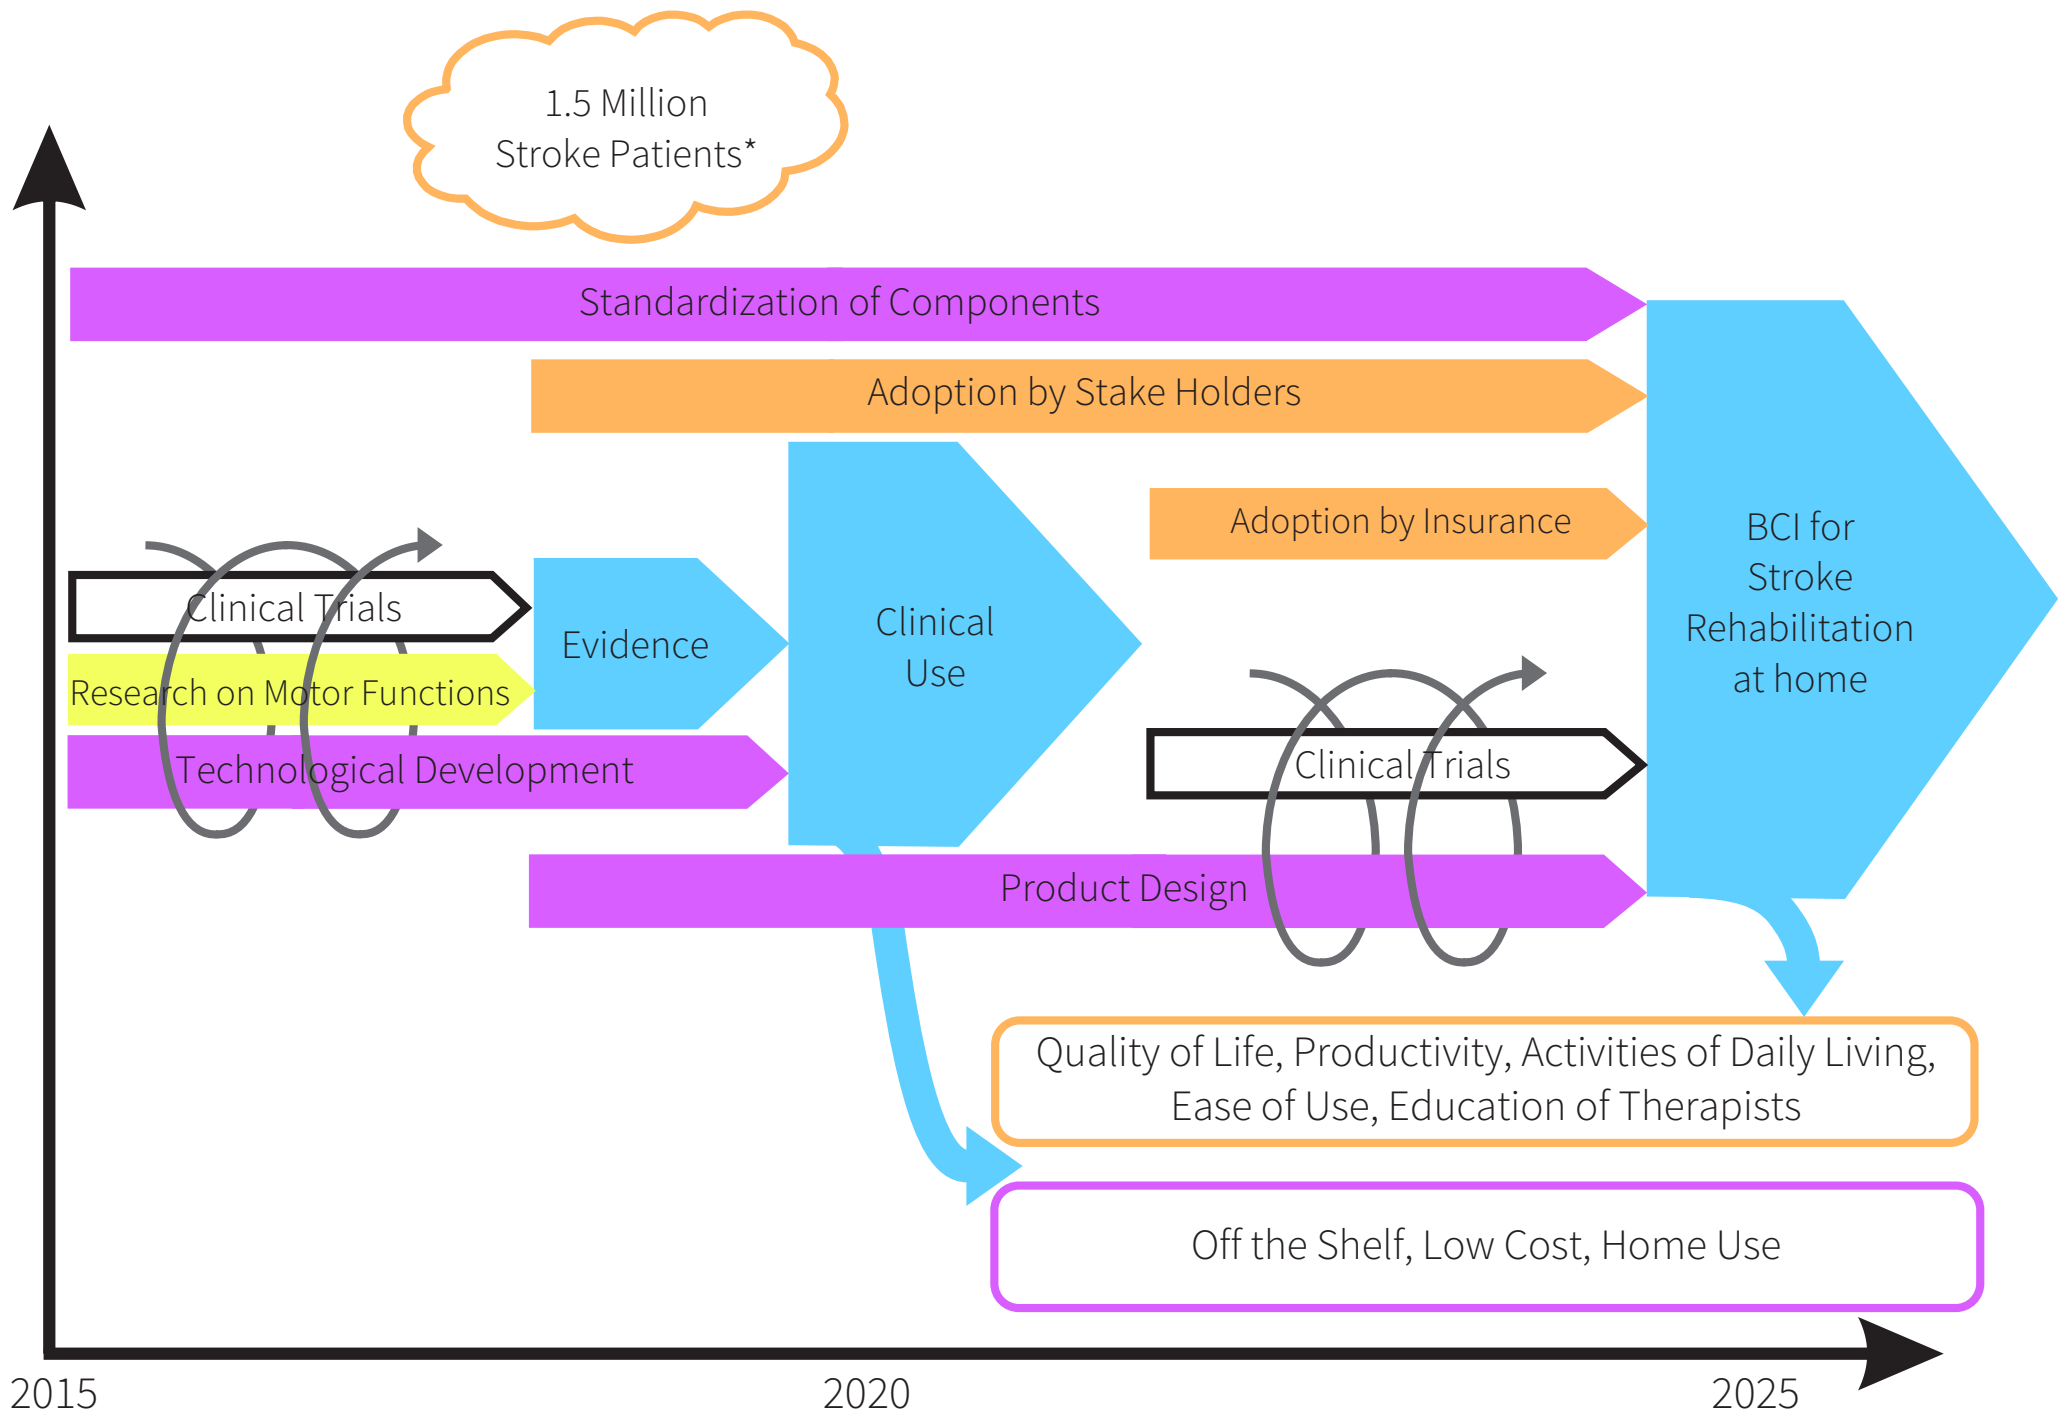 1.5 Million
Stroke Patients*
Standardization of Components
Adoption by Stake Holders
Adoption by Insurance
Clinical Trials
Research on Motor Functions
Technological Development
Evidence
Clinical
Use
BCI for
Stroke
Rehabilitation
at home
Clinical Trials
Product Design
Quality of Life, Productivity, Activities of Daily Living,
Ease of Use, Education of Therapists
Off the Shelf, Low Cost, Home Use
2015
2020
2025